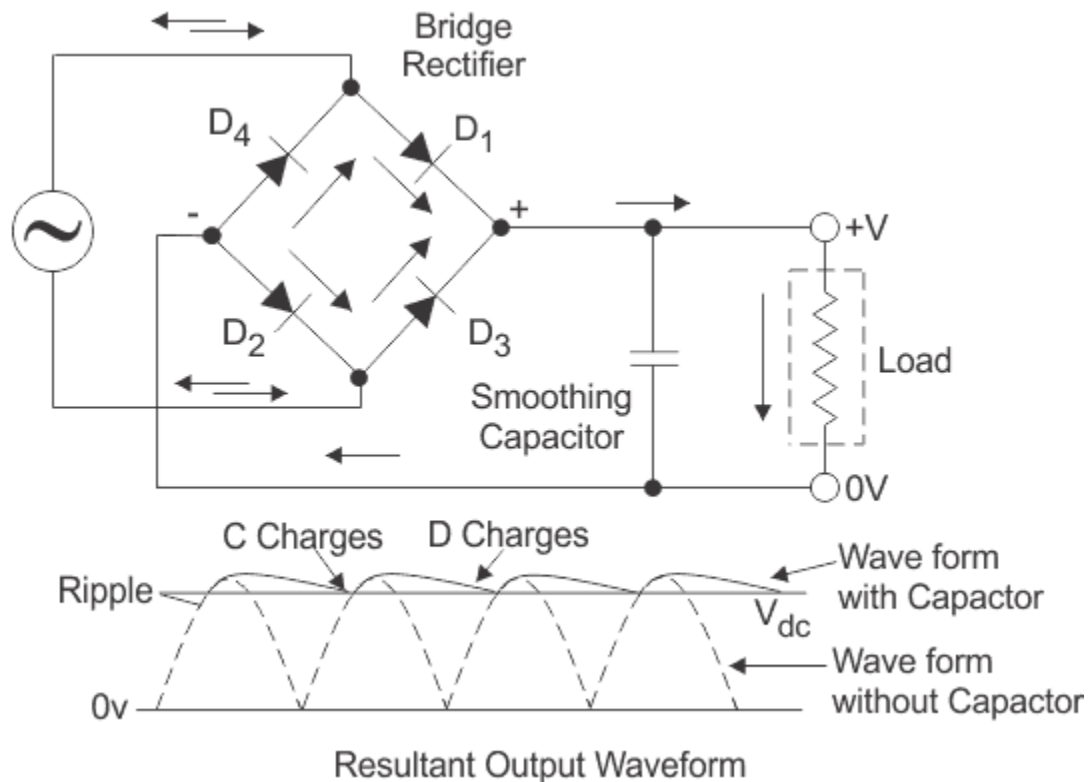 Bridge
Rectifier
D4
D1
-
+
+V
D2
D3
Load
Smoothing
Capacitor
0V
C Charges
D Charges
Wave form
with Capactor
Ripple
Vdc
Wave form
without Capactor
0v
Resultant Output Waveform